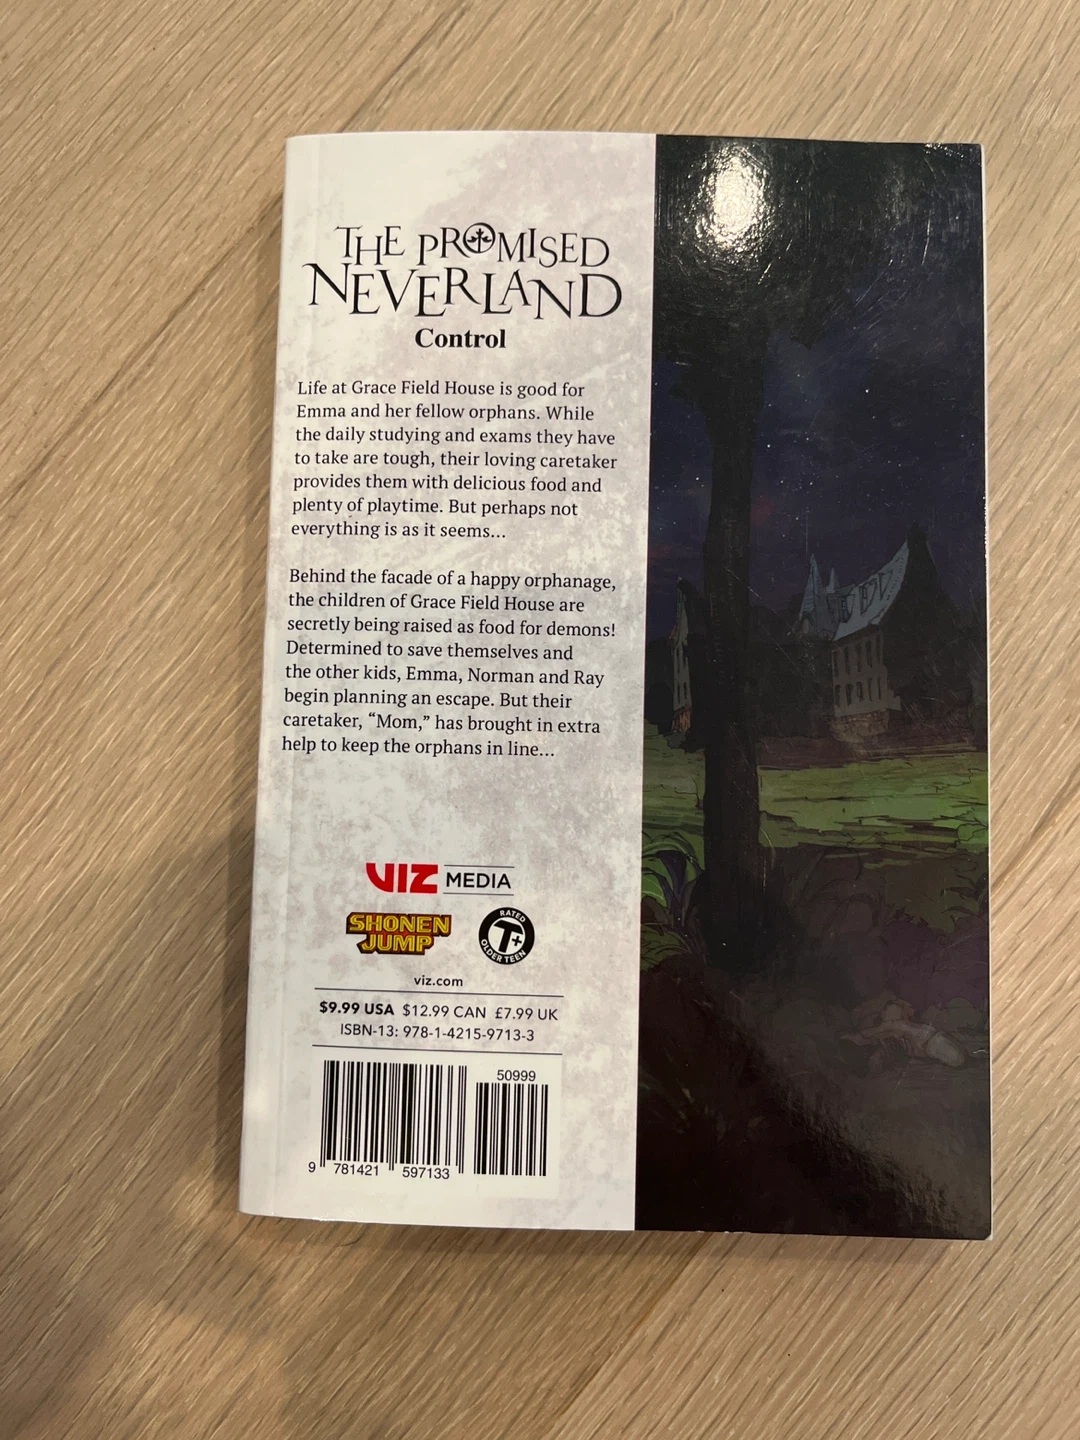 THE PROMISED
NEVERLAND
Control
Life at Grace Field House is good for
Emma and her fellow orphans. While
the daily studying and exams they have
to take are tough, their loving caretaker
provides them with delicious food and
plenty of playtime. But perhaps not
everything is as it seems...
Behind the facade of a happy orphanage,
the children of Grace Field House are
secretly being raised as food for demons!
Determined to save themselves and
the other kids, Emma, Norman and Ray
begin planning an escape. But their
caretaker, “Mom,” has brought in extra
help to keep the orphans in line...
VIZ MEDIA
SHONEN
JUMP
RATED
T+
OLDER TEEN
viz.com
$9.99 USA $12.99 CAN £7.99 UK
ISBN-13: 978-1-4215-9713-3
50999
9 781421 597133